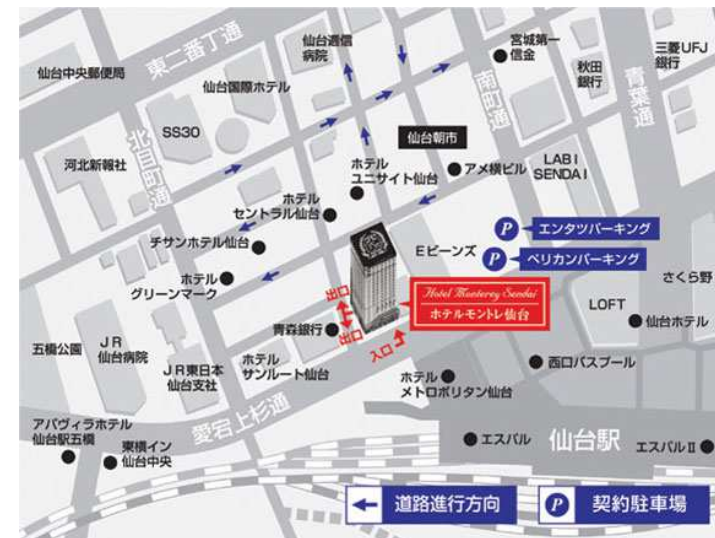 仙台逓信
病院
宮城第一
信金
三菱UFJ
銀行
東二番丁通
南町通
青葉通
仙台中央郵便局
仙台国際ホテル
秋田
銀行
SS30
北目町通
仙台朝市
河北新報社
ホテル
ユニサイト仙台
アメ横ビル
LABI
SENDAI
ホテル
セントラル仙台
P エンタツパーキング
チサンホテル仙台
Eビーンズ
P ペリカンパーキング
ホテル
グリーンマーク
さくら野
出口
Hotel Monterey Sendai
ホテルモントレ仙台
LOFT
仙台ホテル
青森銀行
出口
入口
五橋公園
JR
仙台病院
JR東日本
仙台支社
ホテル
サンルート仙台
西口バスプール
ホテル
メトロポリタン仙台
愛宕上杉通
アパヴィラホテル
仙台駅五橋
東横イン
仙台中央
エスパル
仙台駅
エスパルⅡ
道路進行方向
P 契約駐車場